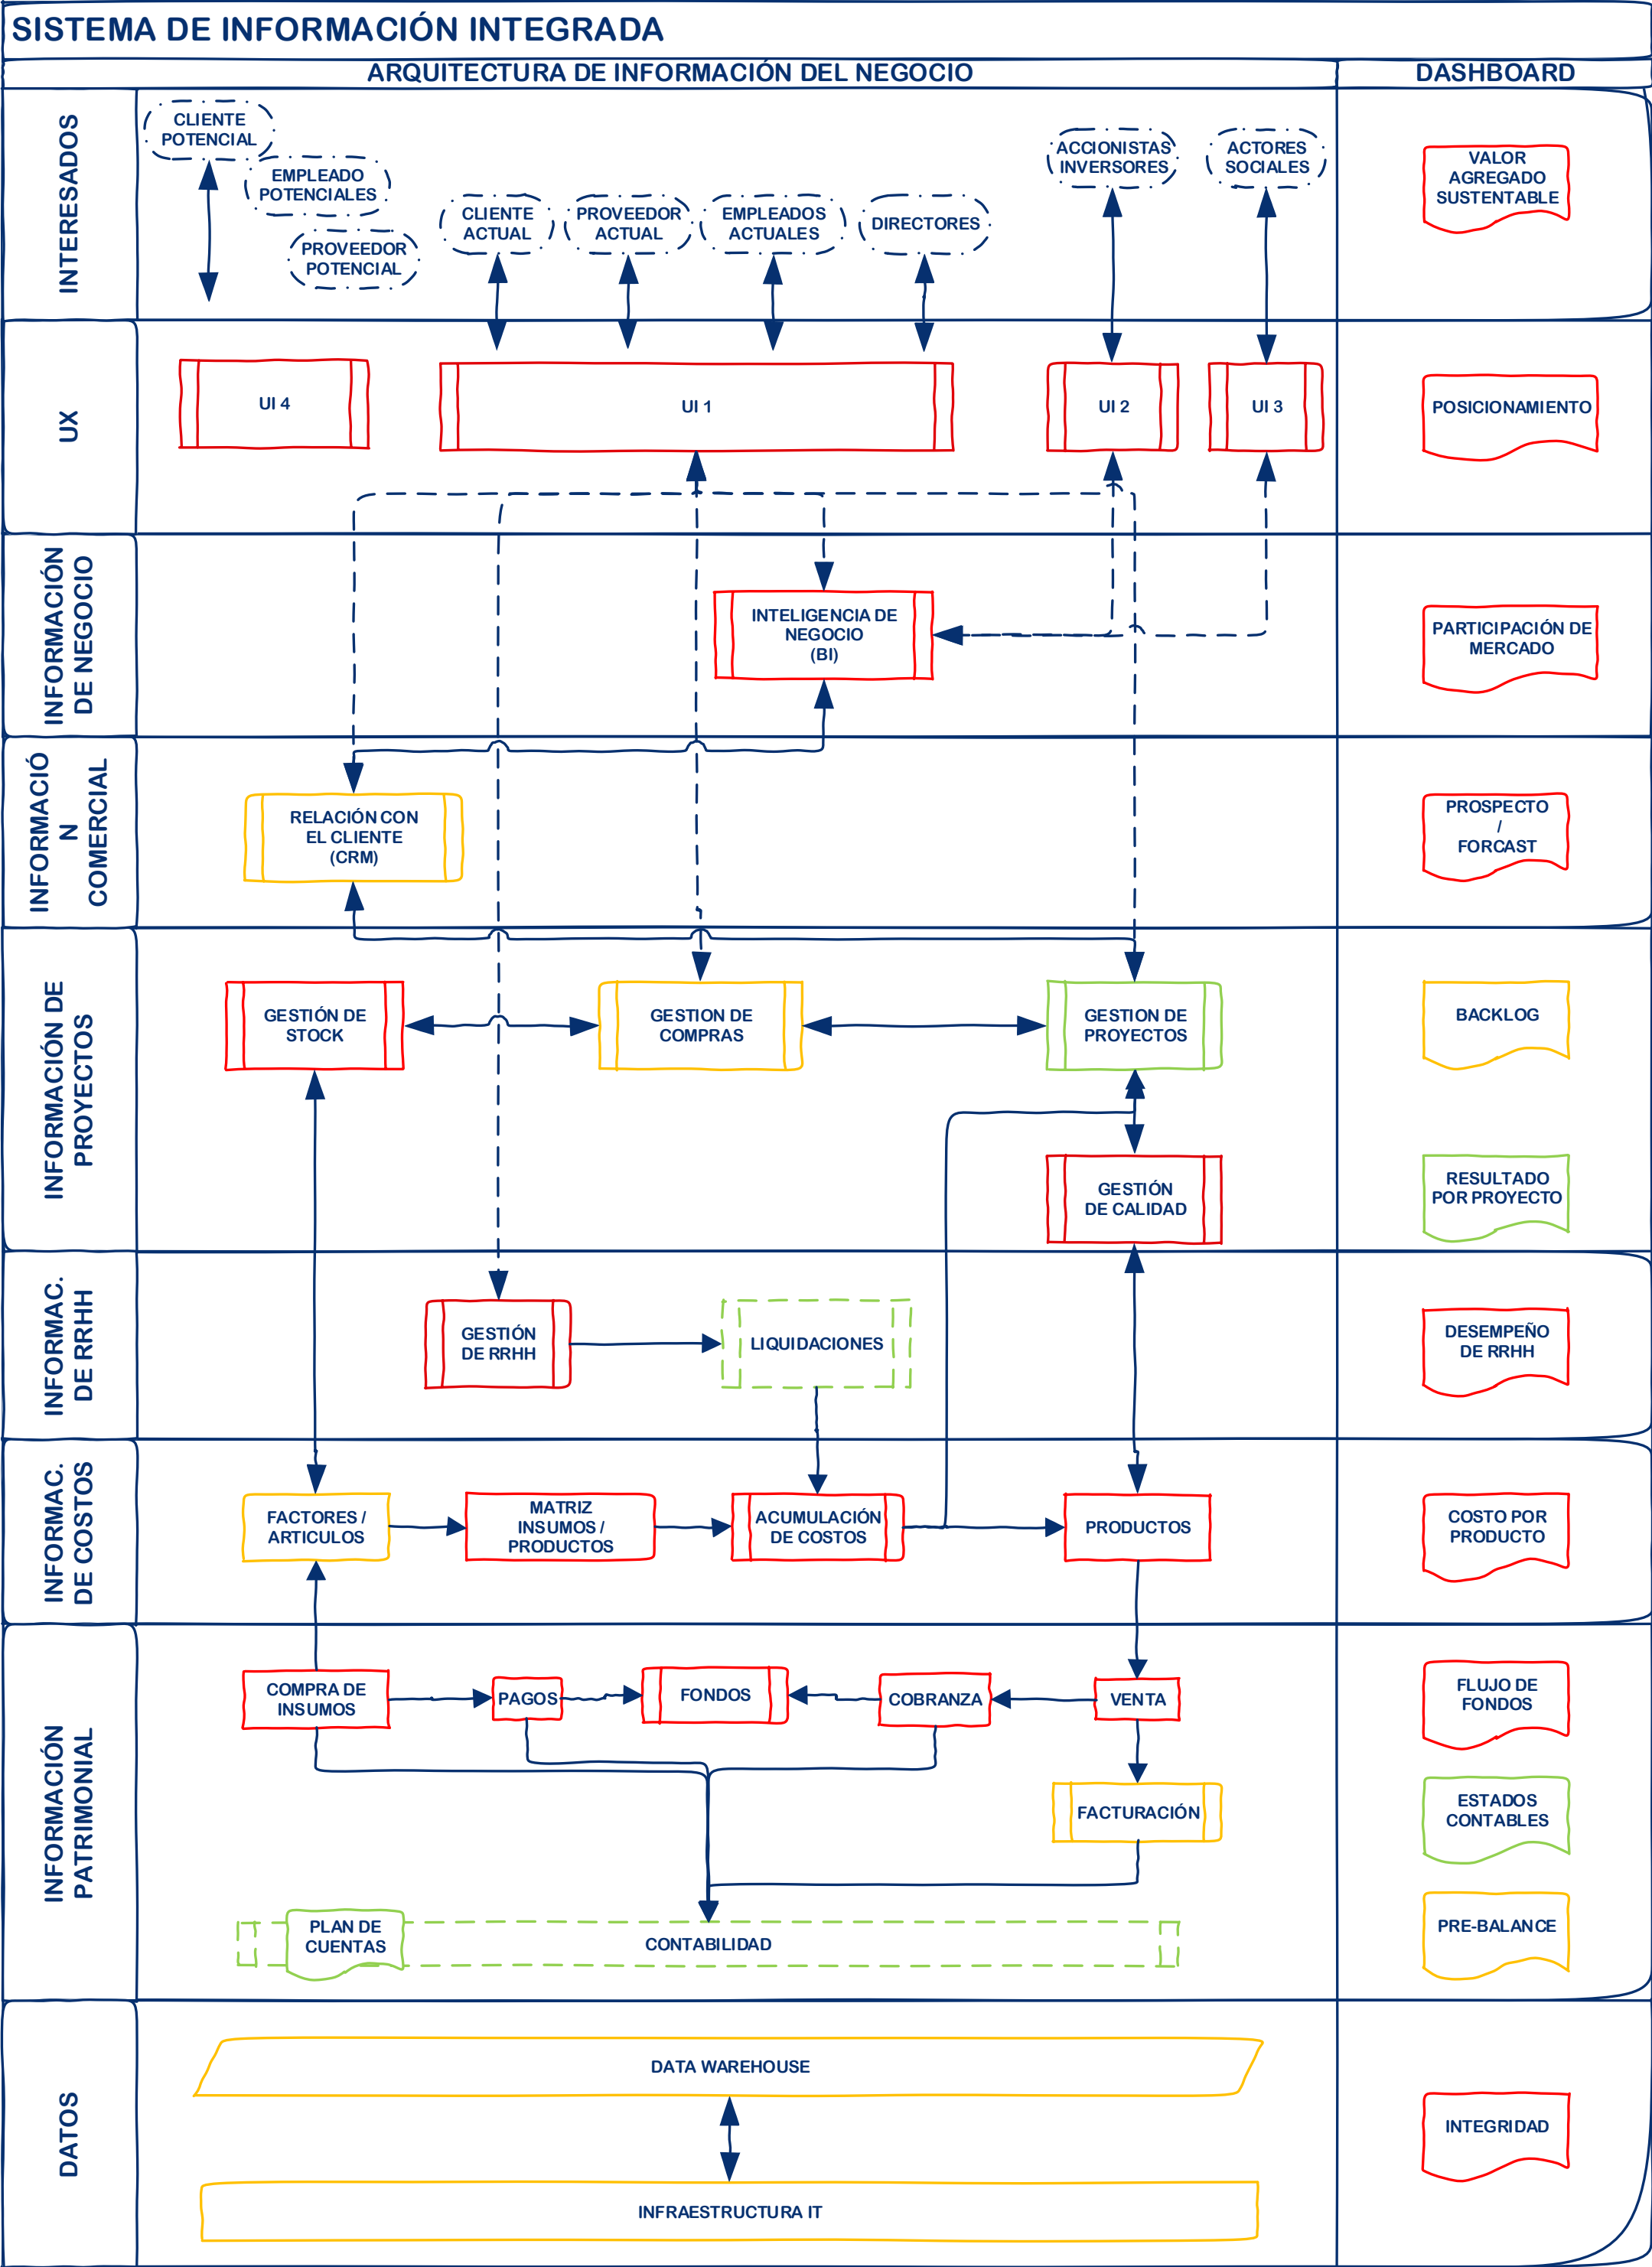 SISTEMA DE INFORMACIÓN INTEGRADA
ARQUITECTURA DE INFORMACIÓN DEL NEGOCIO
DASHBOARD
INTERESADOS
CLIENTE
POTENCIAL
EMPLEADO
POTENCIALES
PROVEEDOR
POTENCIAL
CLIENTE
ACTUAL
PROVEEDOR
ACTUAL
EMPLEADOS
ACTUALES
DIRECTORES
ACCIONISTAS
INVERSORES
ACTORES
SOCIALES
VALOR
AGREGADO
SUSTENTABLE
UX
UI 4
UI 1
UI 2
UI 3
POSICIONAMIENTO
INFORMACIÓN
DE NEGOCIO
INTELIGENCIA DE
NEGOCIO
(BI)
PARTICIPACIÓN DE
MERCADO
INFORMACIÓ
N
COMERCIAL
RELACIÓN CON
EL CLIENTE
(CRM)
PROSPECTO
/
FORCAST
INFORMACIÓN DE
PROYECTOS
GESTIÓN DE
STOCK
GESTION DE
COMPRAS
GESTION DE
PROYECTOS
BACKLOG
GESTIÓN
DE CALIDAD
RESULTADO
POR PROYECTO
INFORMAC.
DE RRHH
GESTIÓN
DE RRHH
LIQUIDACIONES
DESEMPEÑO
DE RRHH
INFORMAC.
DE COSTOS
FACTORES /
ARTICULOS
MATRIZ
INSUMOS /
PRODUCTOS
ACUMULACIÓN
DE COSTOS
PRODUCTOS
COSTO POR
PRODUCTO
INFORMACIÓN
PATRIMONIAL
COMPRA DE
INSUMOS
PAGOS
FONDOS
COBRANZA
VENTA
FLUJO DE
FONDOS
FACTURACIÓN
ESTADOS
CONTABLES
PLAN DE
CUENTAS
CONTABILIDAD
PRE-BALANCE
DATOS
DATA WAREHOUSE
INTEGRIDAD
INFRAESTRUCTURA IT